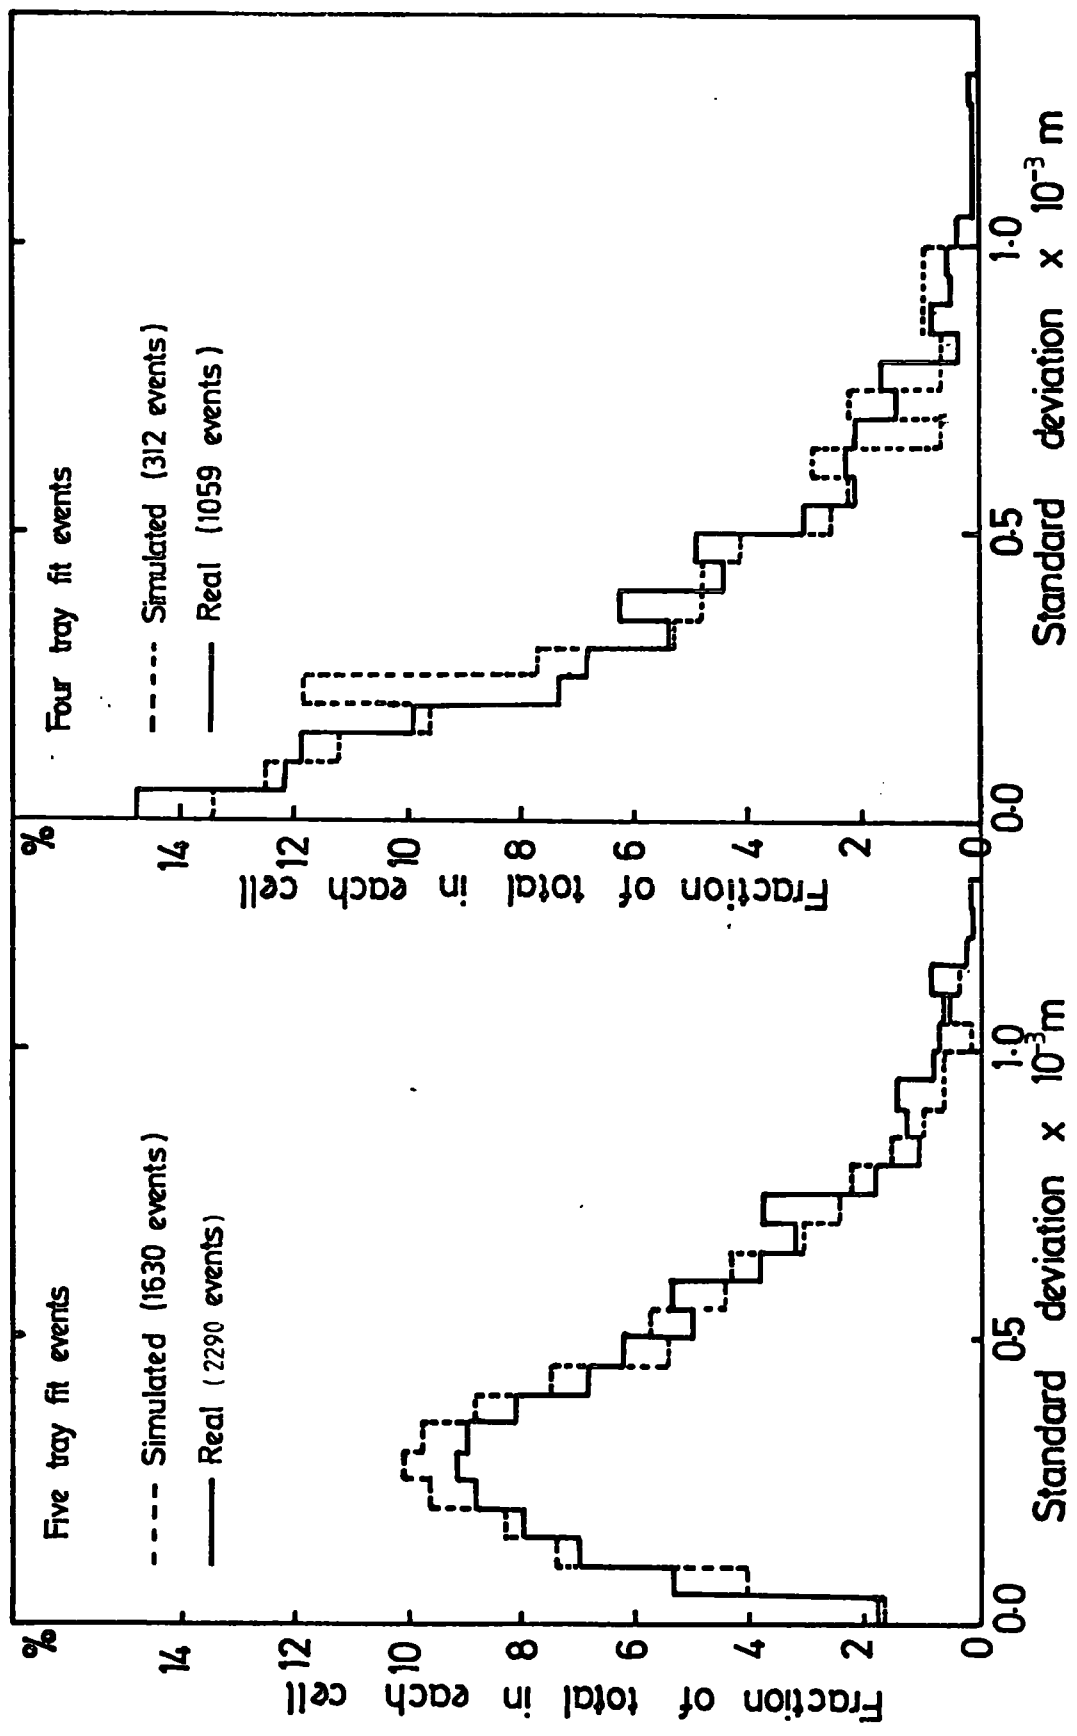 Five tray fit events
---- Simulated (1630 events)
—— Real (2290 events)
%
14
12
10
8
6
4
2
0
Fraction of total in each cell
0·0
0·5
1·0
Standard deviation x 10⁻³ m
Four tray fit events
---- Simulated (312 events)
—— Real (1059 events)
%
14
12
10
8
6
4
2
0
Fraction of total in each cell
0·0
0·5
1·0
Standard deviation x 10⁻³ m